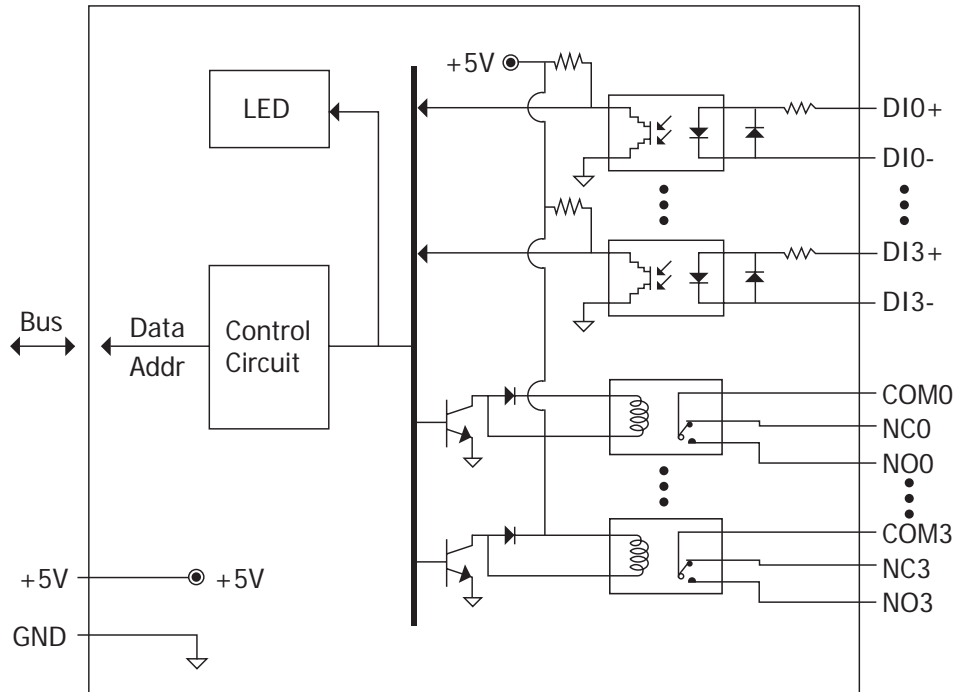 +5V
LED
DI0+
DI0-
DI3+
DI3-
Bus
Data
Addr
Control
Circuit
COM0
NC0
NO0
COM3
NC3
NO3
+5V
+5V
GND